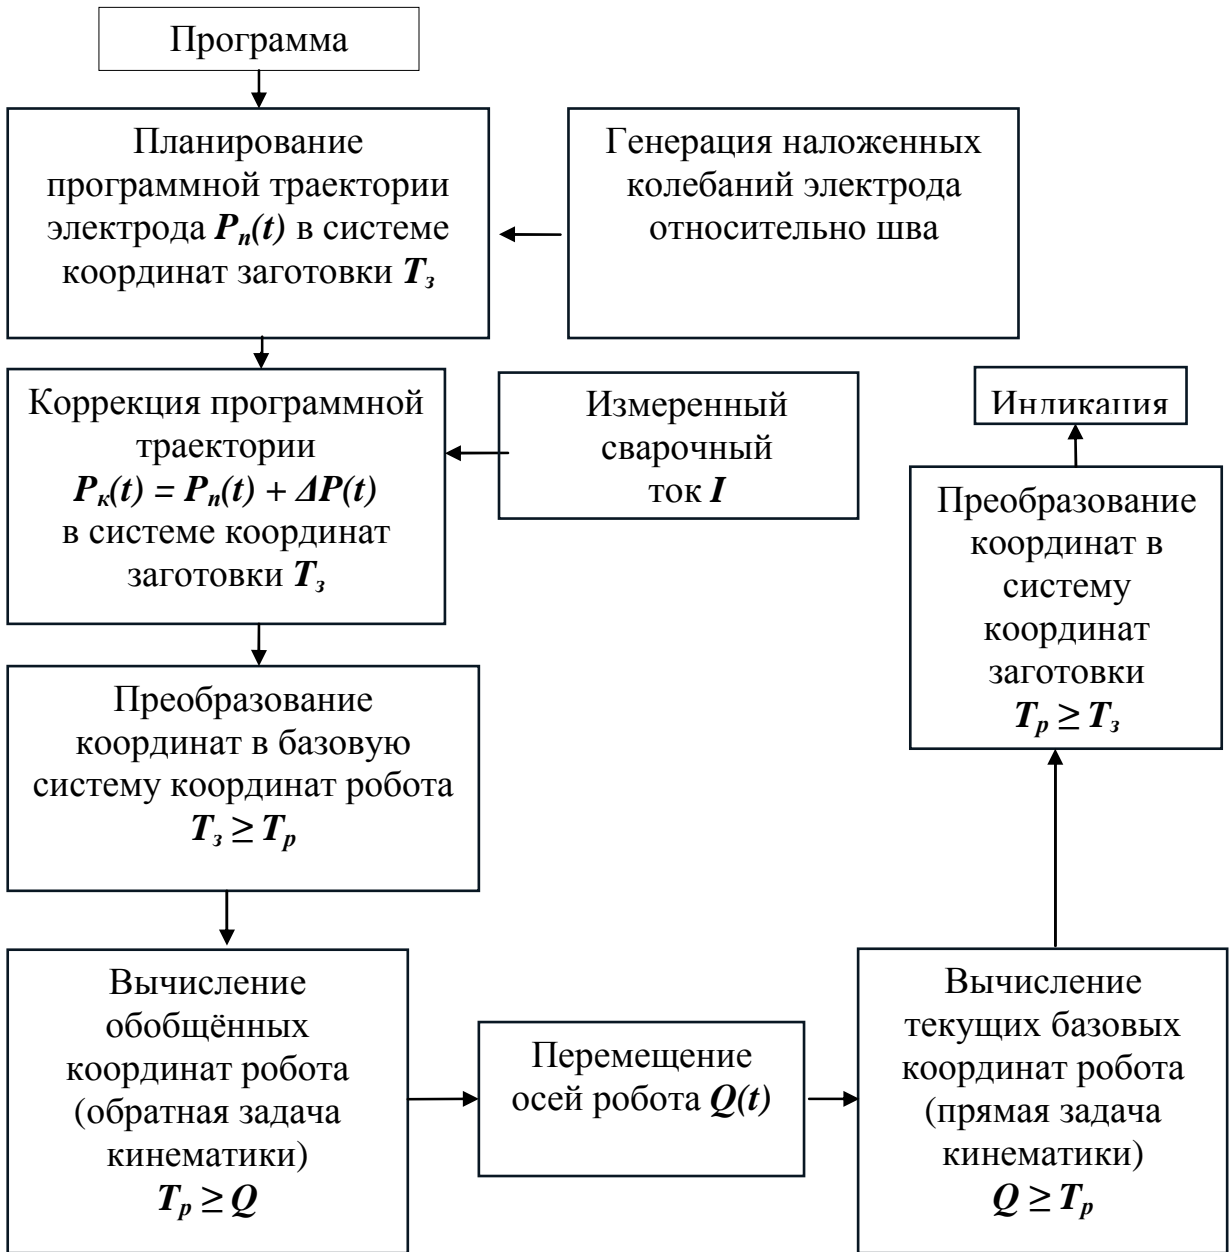 Программа
Планирование
программной траектории
электрода Pп(t) в системе
координат заготовки Tз
Генерация наложенных
колебаний электрода
относительно шва
Коррекция программной
траектории
Pк(t) = Pп(t) + ΔP(t)
в системе координат
заготовки Tз
Измеренный
сварочный
ток I
Индикация
Преобразование
координат в
систему
координат
заготовки
Tр ≥ Tз
Преобразование
координат в базовую
систему координат робота
Tз ≥ Tр
Вычисление
обобщённых
координат робота
(обратная задача
кинематики)
Tр ≥ Q
Перемещение
осей робота Q(t)
Вычисление
текущих базовых
координат робота
(прямая задача
кинематики)
Q ≥ Tр